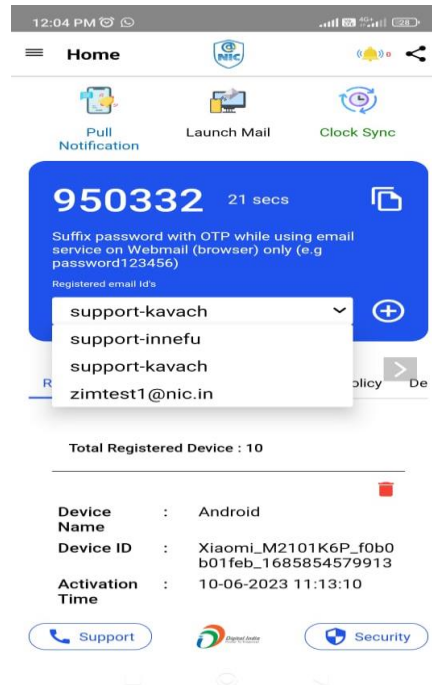 12:04 PM
4G+
28
Home
NIC
0
Pull
Notification
Launch Mail
Clock Sync
950332 21 secs
Suffix password with OTP while using email
service on Webmail (browser) only (e.g
password123456)
Registered email Id's
support-kavach
support-innefu
support-kavach
zimtest1@nic.in
R
olicy
De
Total Registered Device : 10
Device
Name
: Android
Device ID : Xiaomi_M2101K6P_f0b0
b01feb_1685854579913
Activation
Time
: 10-06-2023 11:13:10
Support
Digital India
Security